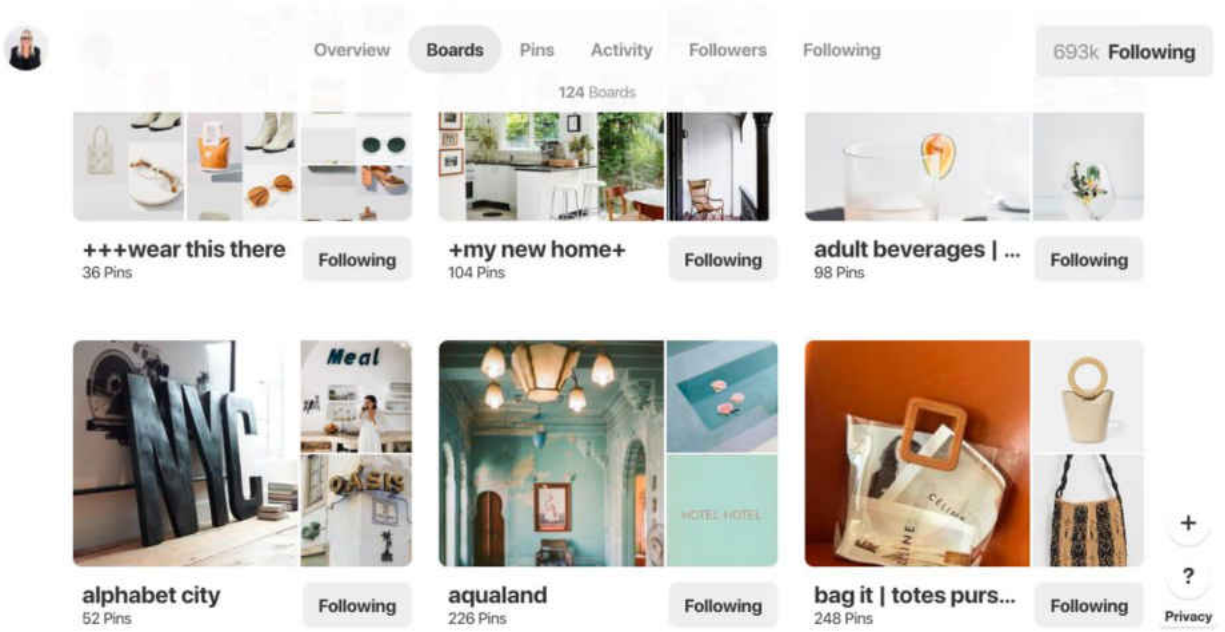 Overview Boards Pins Activity Followers Following
693k Following
124 Boards
+++wear this there
36 Pins
Following
+my new home+
104 Pins
Following
adult beverages | ...
98 Pins
Following
NYC
Meal
OASIS
HOTEL HOTEL
CELINE
alphabet city
52 Pins
Following
aqualand
226 Pins
Following
bag it | totes purs...
248 Pins
Following
+
?
Privacy